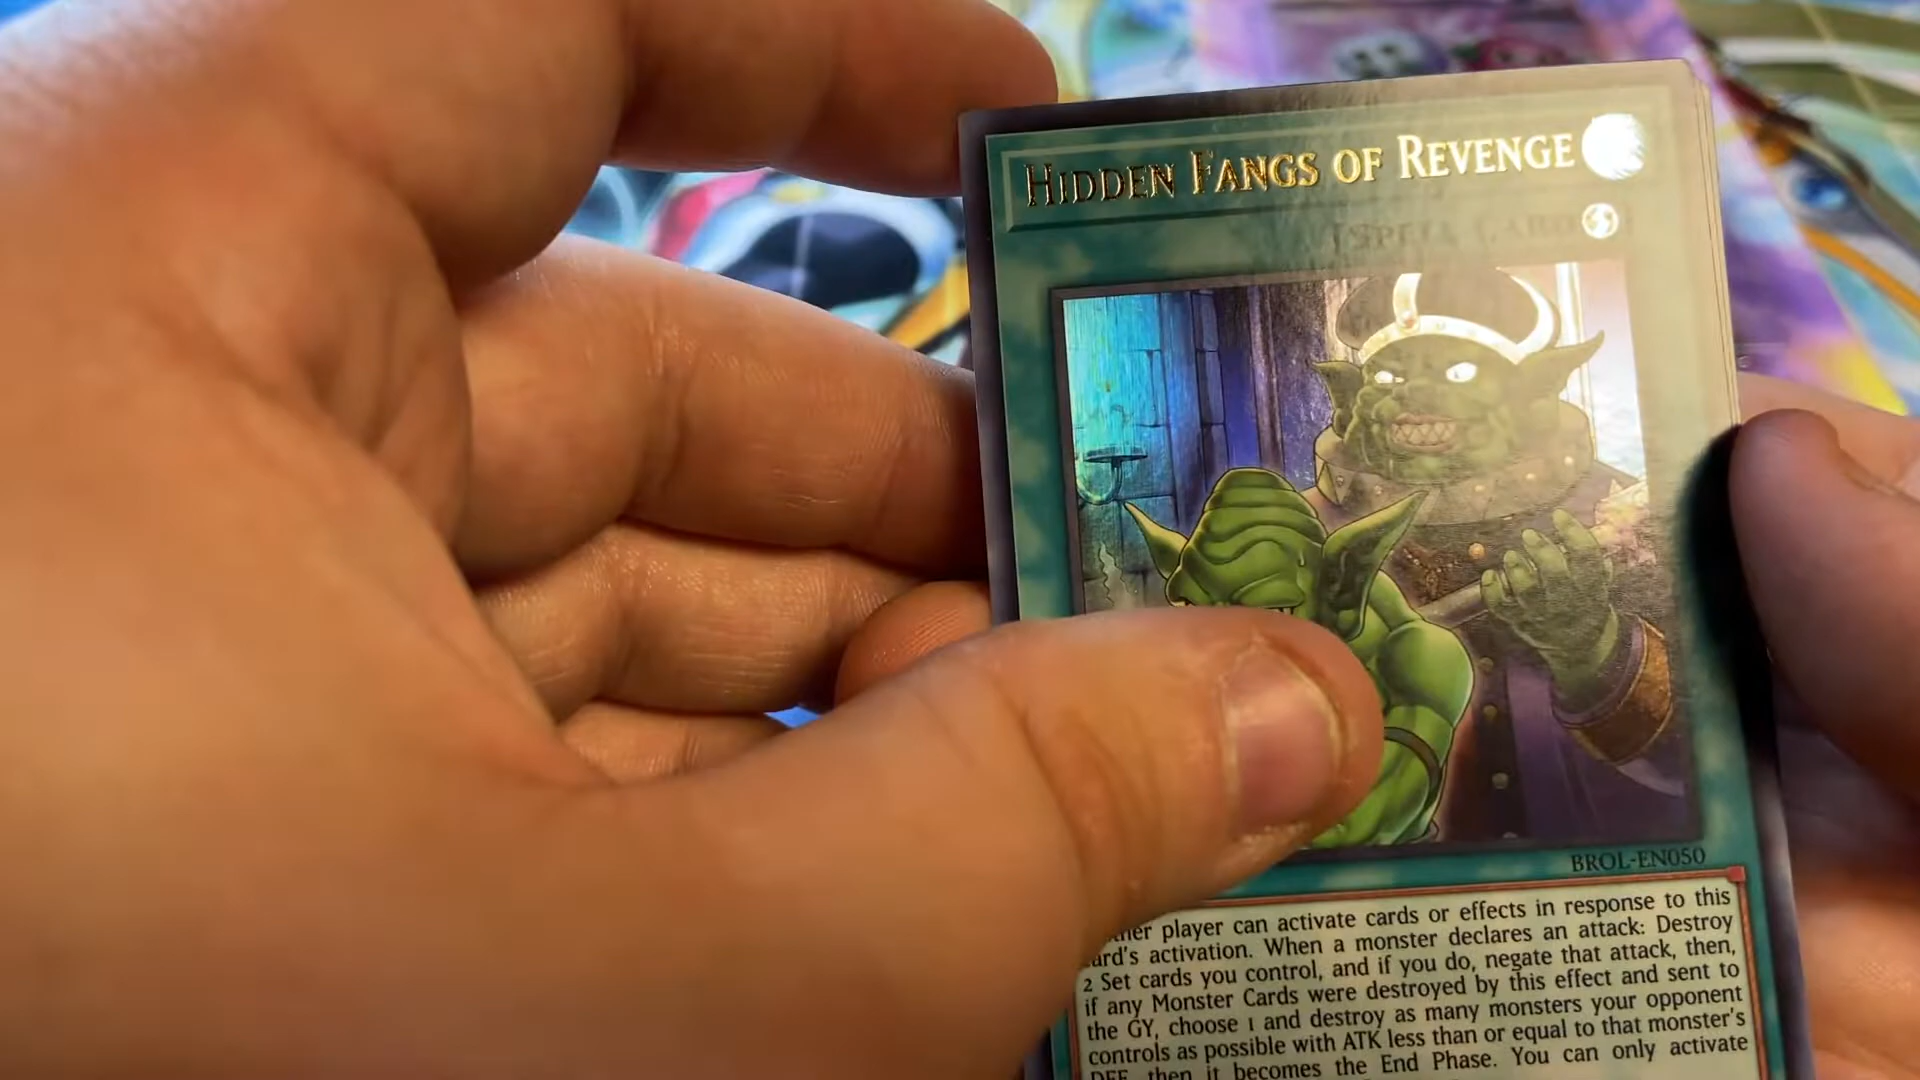 HIDDEN FANGS OF REVENGE
[SPELL CARD
BROL-EN050
player can activate cards or effects in response to this
activation. When a monster declares an attack: Destroy
2 Set cards you control, and if you do, negate that attack, then,
if any Monster Cards were destroyed by this effect and sent to
the GY, choose 1 and destroy as many monsters your opponent
controls as possible with ATK less than or equal to that monster's
DEF, then it becomes the End Phase. You can only activate